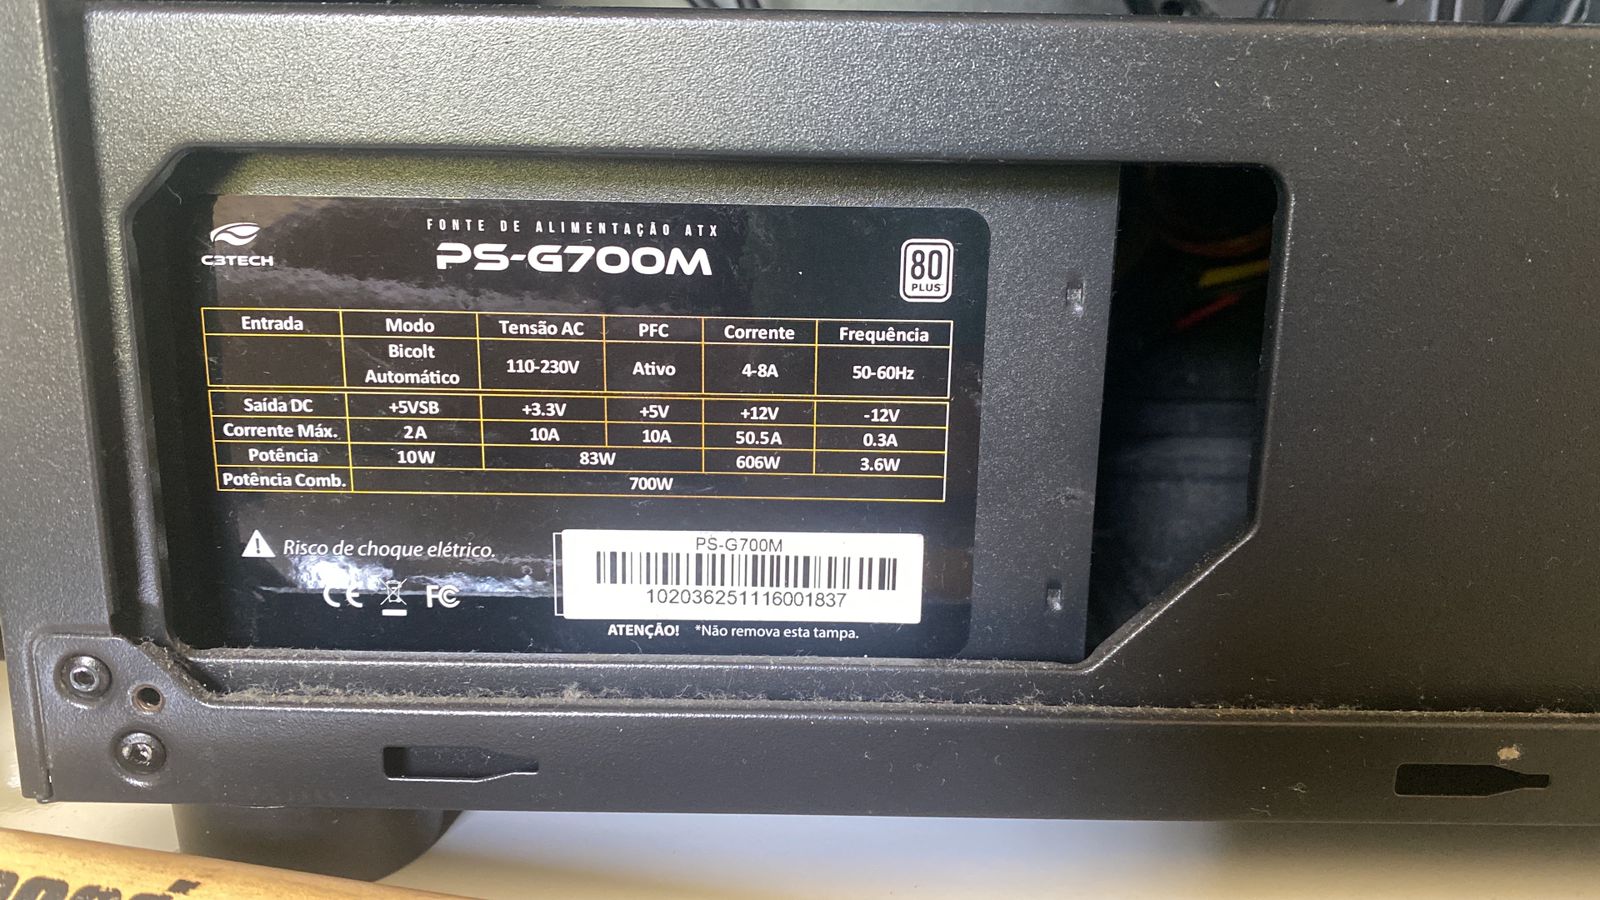 FONTE DE ALIMENTAÇÃO ATX
C3TECH PS-G700M 80
PLUS
Entrada Modo Tensão AC PFC Corrente Frequência
Bicolt
Automático 110-230V Ativo 4-8A 50-60Hz
Saída DC +5VSB +3.3V +5V +12V -12V
Corrente Máx. 2A 10A 10A 50.5A 0.3A
Potência 10W 83W 606W 3.6W
Potência Comb. 700W
Risco de choque elétrico.
CE FC
PS-G700M
102036251116001837
ATENÇÃO! *Não remova esta tampa.